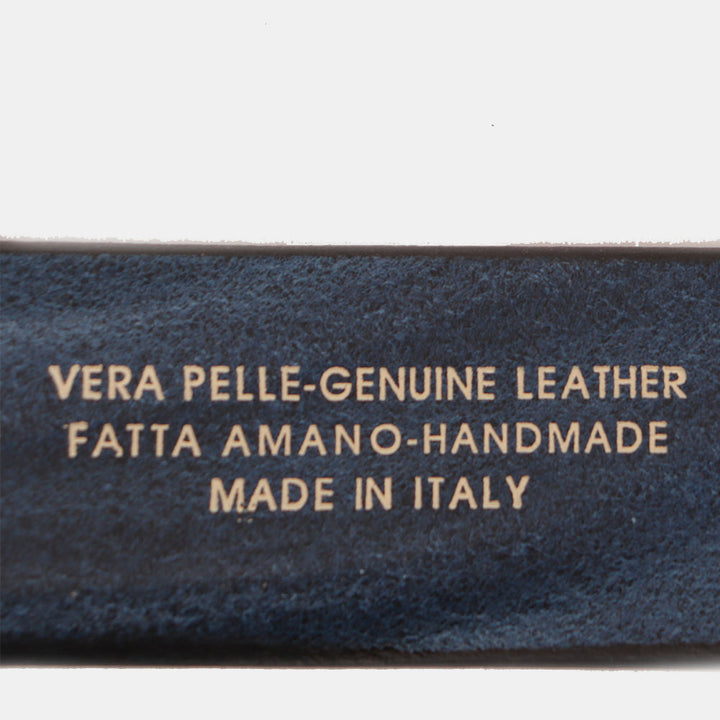 VERA PELLE-GENUINE LEATHER
FATTA AMANO-HANDMADE
MADE IN ITALY